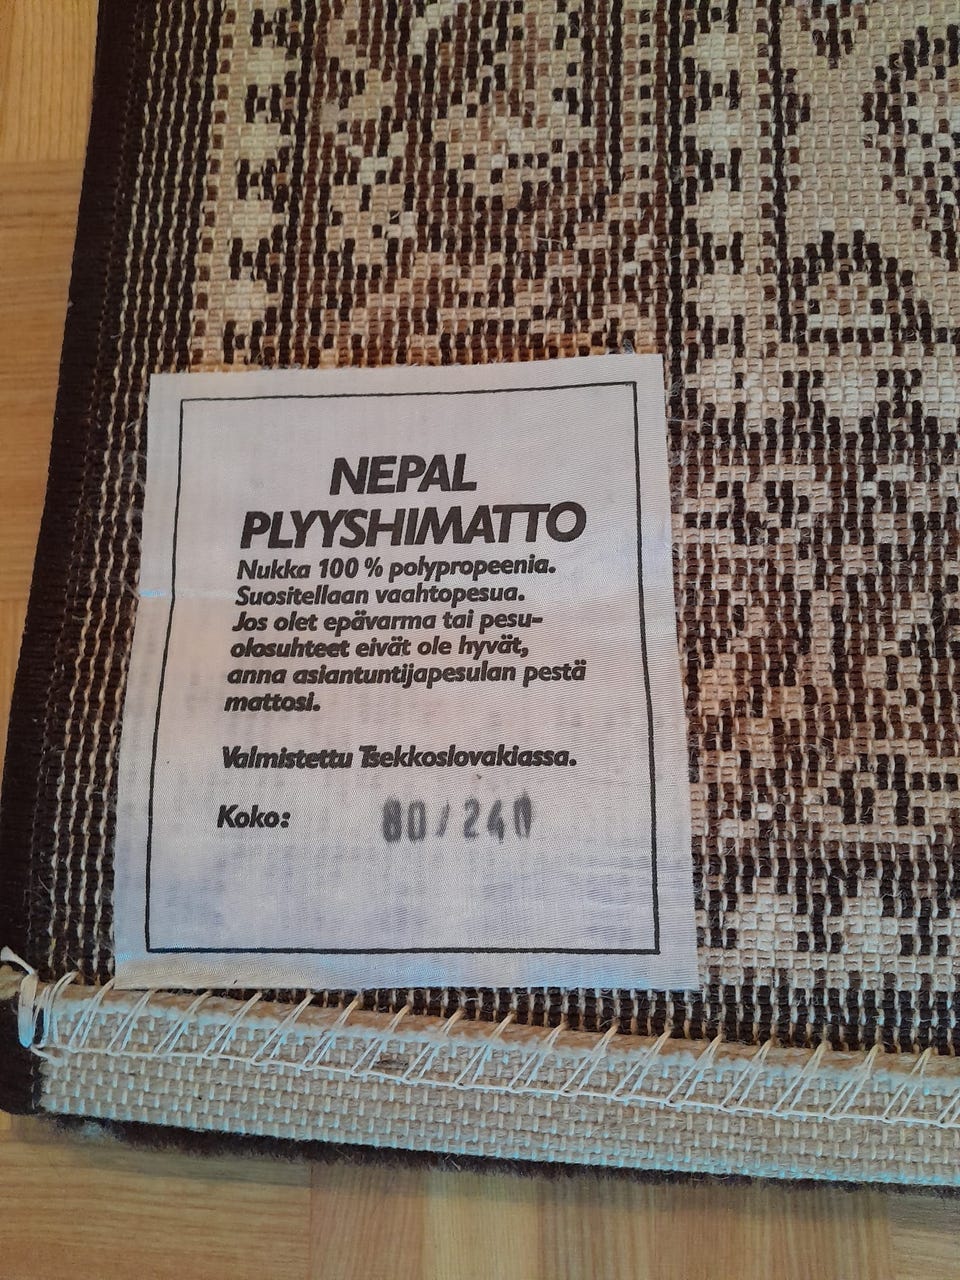 NEPAL
PLYYSHIMATTO
Nukka 100 % polypropeenia.
Suositellaan vaahtopesua.
Jos olet epävarma tai pesu-
olosuhteet eivät ole hyvät,
anna asiantuntijapesulan pestä
mattosi.
Valmistettu Tsekkoslovakiassa.
Koko: 80/240